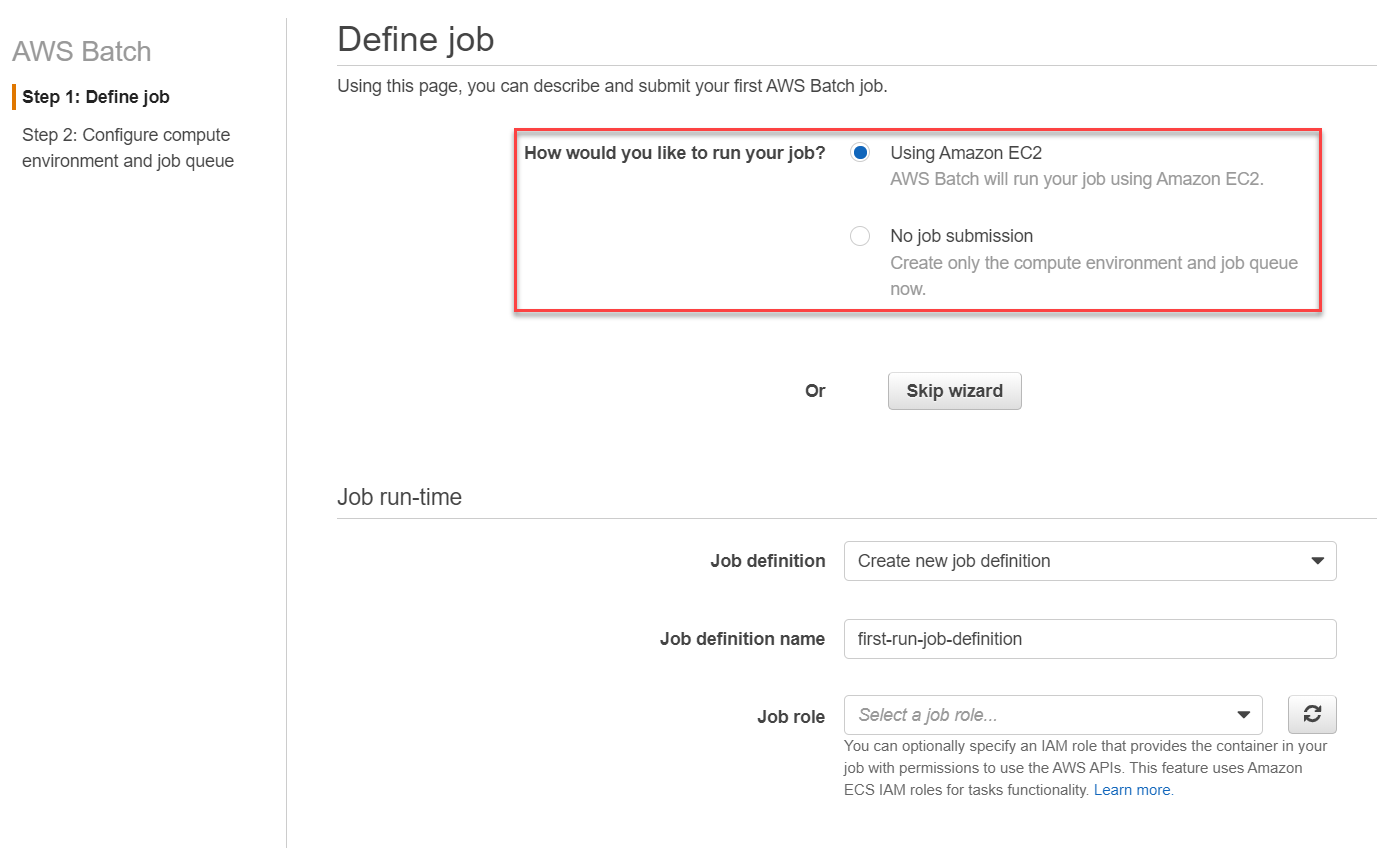 AWS Batch
Step 1: Define job
Step 2: Configure compute
environment and job queue
Define job
Using this page, you can describe and submit your first AWS Batch job.
How would you like to run your job?
Using Amazon EC2
AWS Batch will run your job using Amazon EC2.
No job submission
Create only the compute environment and job queue
now.
Or
Skip wizard
Job run-time
Job definition
Create new job definition
Job definition name
first-run-job-definition
Job role
Select a job role...
You can optionally specify an IAM role that provides the container in your
job with permissions to use the AWS APIs. This feature uses Amazon
ECS IAM roles for tasks functionality. Learn more.